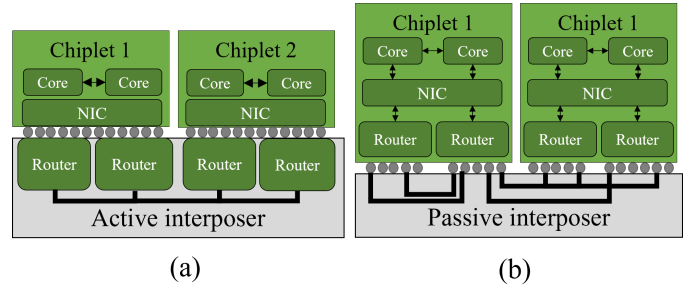 Chiplet 1
Core
Core
NIC
Chiplet 2
Core
Core
NIC
Router
Router
Router
Router
Active interposer
(a)
Chiplet 1
Core
Core
NIC
Router
Router
Chiplet 1
Core
Core
NIC
Router
Router
Passive interposer
(b)